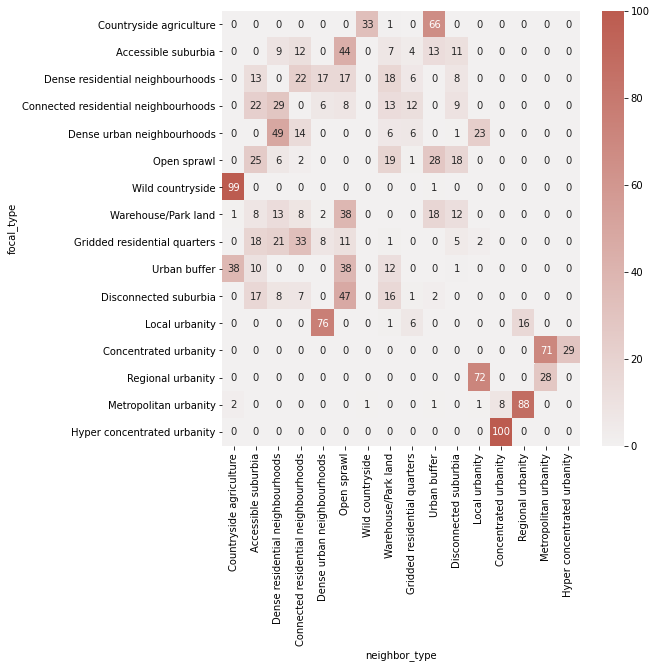 Countryside agriculture 0 0 0 0 0 0 33 1 0 66 0 0 0 0 0 0
Accessible suburbia 0 0 9 12 0 44 0 7 4 13 11 0 0 0 0 0
Dense residential neighbourhoods 0 13 0 22 17 17 0 18 6 0 8 0 0 0 0 0
Connected residential neighbourhoods 0 22 29 0 6 8 0 13 12 0 9 0 0 0 0 0
Dense urban neighbourhoods 0 0 49 14 0 0 0 6 6 0 1 23 0 0 0 0
Open sprawl 0 25 6 2 0 0 0 19 1 28 18 0 0 0 0 0
Wild countryside 99 0 0 0 0 0 0 0 0 1 0 0 0 0 0 0
Warehouse/Park land 1 8 13 8 2 38 0 0 0 18 12 0 0 0 0 0
Gridded residential quarters 0 18 21 33 8 11 0 1 0 0 5 2 0 0 0 0
Urban buffer 38 10 0 0 0 38 0 12 0 0 1 0 0 0 0 0
Disconnected suburbia 0 17 8 7 0 47 0 16 1 2 0 0 0 0 0 0
Local urbanity 0 0 0 0 76 0 0 1 6 0 0 0 0 16 0 0
Concentrated urbanity 0 0 0 0 0 0 0 0 0 0 0 0 0 0 71 29
Regional urbanity 0 0 0 0 0 0 0 0 0 0 0 72 0 0 28 0
Metropolitan urbanity 2 0 0 0 0 0 1 0 0 1 0 1 8 88 0 0
Hyper concentrated urbanity 0 0 0 0 0 0 0 0 0 0 0 0 100 0 0 0
focal_type
Countryside agriculture
Accessible suburbia
Dense residential neighbourhoods
Connected residential neighbourhoods
Dense urban neighbourhoods
Open sprawl
Wild countryside
Warehouse/Park land
Gridded residential quarters
Urban buffer
Disconnected suburbia
Local urbanity
Concentrated urbanity
Regional urbanity
Metropolitan urbanity
Hyper concentrated urbanity
neighbor_type
100
80
60
40
20
0